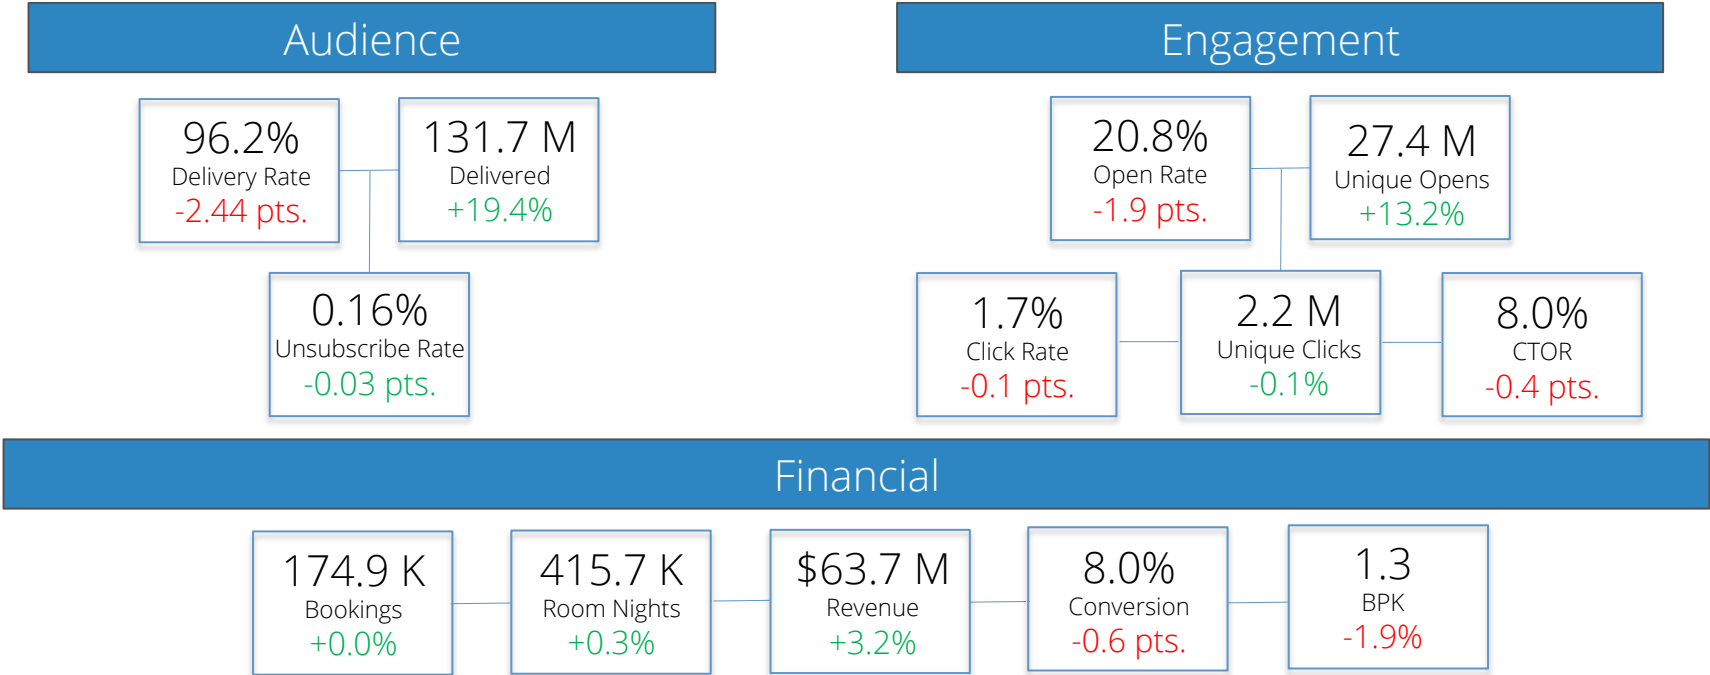 Audience
96.2%
Delivery Rate
-2.44 pts.
131.7 M
Delivered
+19.4%
0.16%
Unsubscribe Rate
-0.03 pts.
Engagement
20.8%
Open Rate
-1.9 pts.
27.4 M
Unique Opens
+13.2%
1.7%
Click Rate
-0.1 pts.
2.2 M
Unique Clicks
-0.1%
8.0%
CTOR
-0.4 pts.
Financial
174.9 K
Bookings
+0.0%
415.7 K
Room Nights
+0.3%
$63.7 M
Revenue
+3.2%
8.0%
Conversion
-0.6 pts.
1.3
BPK
-1.9%